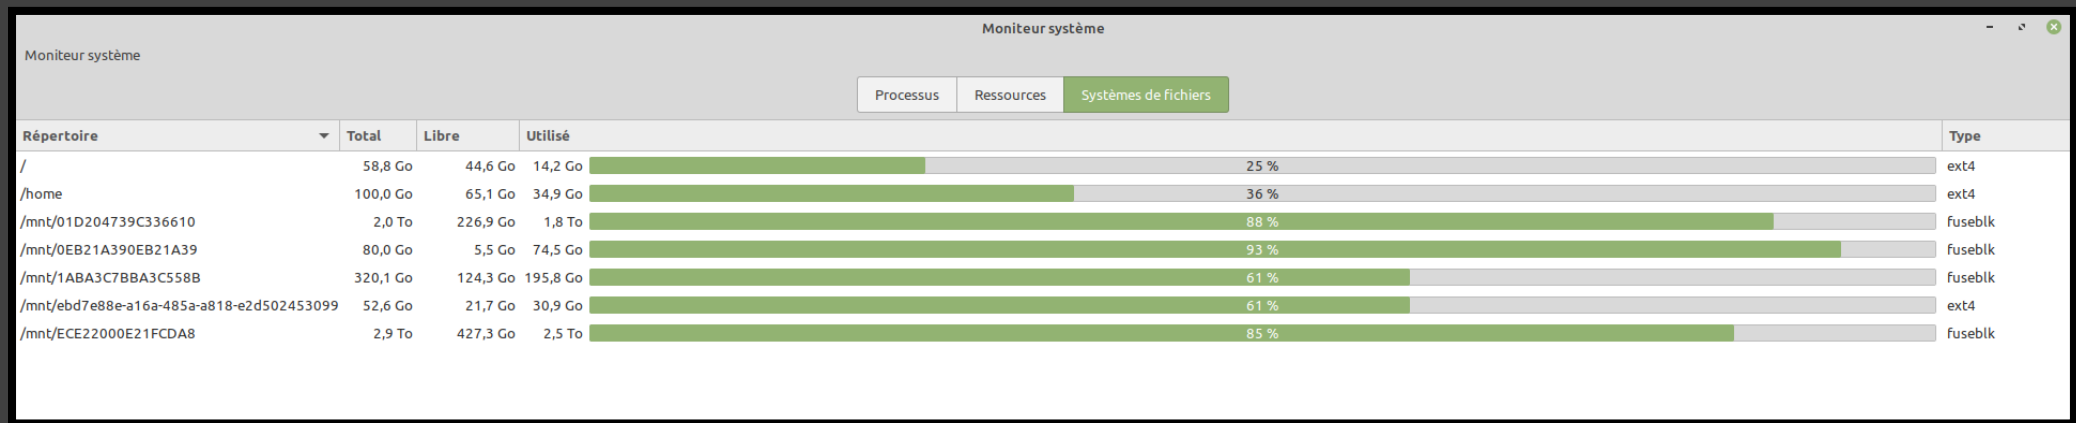 Moniteur système
Moniteur système
Processus Ressources Systèmes de fichiers
Répertoire Total Libre Utilisé Type
/ 58,8 Go 44,6 Go 14,2 Go 25 % ext4
/home 100,0 Go 65,1 Go 34,9 Go 36 % ext4
/mnt/01D204739C336610 2,0 To 226,9 Go 1,8 To 88 % fuseblk
/mnt/0EB21A390EB21A39 80,0 Go 5,5 Go 74,5 Go 93 % fuseblk
/mnt/1ABA3C7BBA3C558B 320,1 Go 124,3 Go 195,8 Go 61 % fuseblk
/mnt/ebd7e88e-a16a-485a-a818-e2d502453099 52,6 Go 21,7 Go 30,9 Go 61 % ext4
/mnt/ECE22000E21FCDA8 2,9 To 427,3 Go 2,5 To 85 % fuseblk